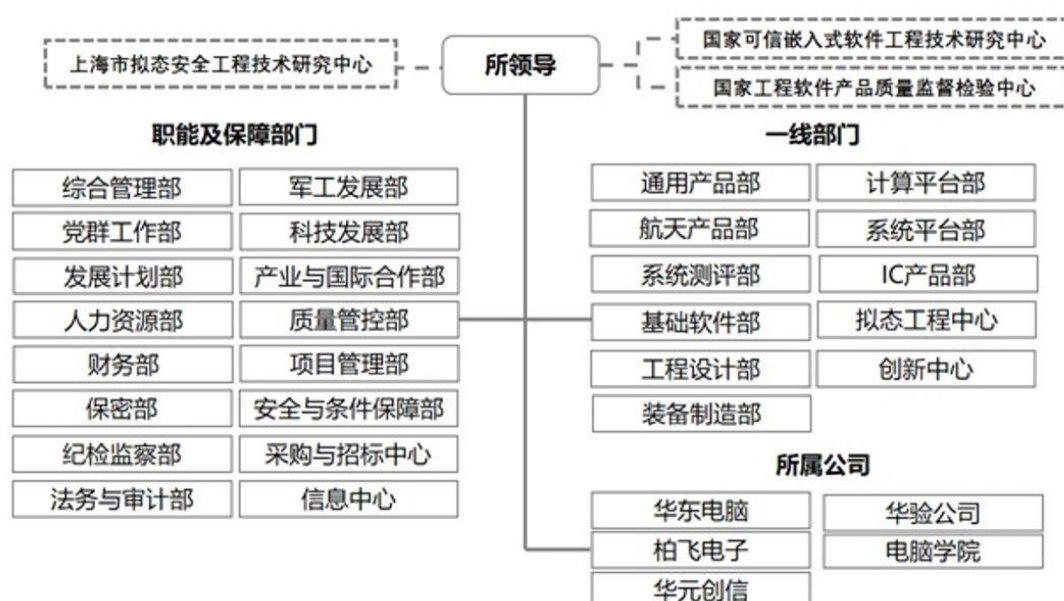 上海市拟态安全工程技术研究中心
所领导
国家可信嵌入式软件工程技术研究中心
国家工程软件产品质量监督检验中心
职能及保障部门
综合管理部
军工发展部
党群工作部
科技发展部
发展计划部
产业与国际合作部
人力资源部
质量管控部
财务部
项目管理部
保密部
安全与条件保障部
纪检监察部
采购与招标中心
法务与审计部
信息中心
一线部门
通用产品部
计算平台部
航天产品部
系统平台部
系统测评部
IC产品部
基础软件部
拟态工程中心
工程设计部
创新中心
装备制造部
所属公司
华东电脑
华验公司
柏飞电子
电脑学院
华元创信